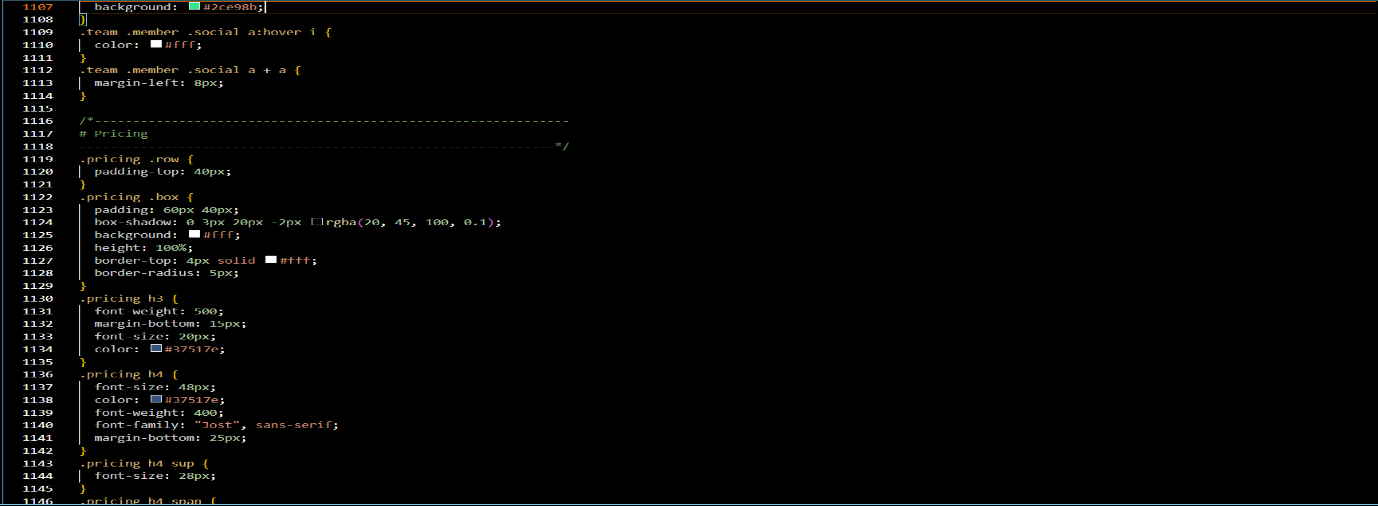 1107 background: #2ce98b;
1108 }
1109 .team .member .social a:hover i {
1110 color: #fff;
1111 }
1112 .team .member .social a + a {
1113 margin-left: 8px;
1114 }
1115
1116 /*--------------------------------------------------------------
1117 # Pricing
1118 --------------------------------------------------------------*/
1119 .pricing .row {
1120 padding-top: 40px;
1121 }
1122 .pricing .box {
1123 padding: 60px 40px;
1124 box-shadow: 0 3px 20px -2px rgba(20, 45, 100, 0.1);
1125 background: #fff;
1126 height: 100%;
1127 border-top: 4px solid #fff;
1128 border-radius: 5px;
1129 }
1130 .pricing h3 {
1131 font-weight: 500;
1132 margin-bottom: 15px;
1133 font-size: 20px;
1134 color: #37517e;
1135 }
1136 .pricing h4 {
1137 font-size: 48px;
1138 color: #37517e;
1139 font-weight: 400;
1140 font-family: "Jost", sans-serif;
1141 margin-bottom: 25px;
1142 }
1143 .pricing h4 sup {
1144 font-size: 28px;
1145 }
1146 .pricing h4 span {